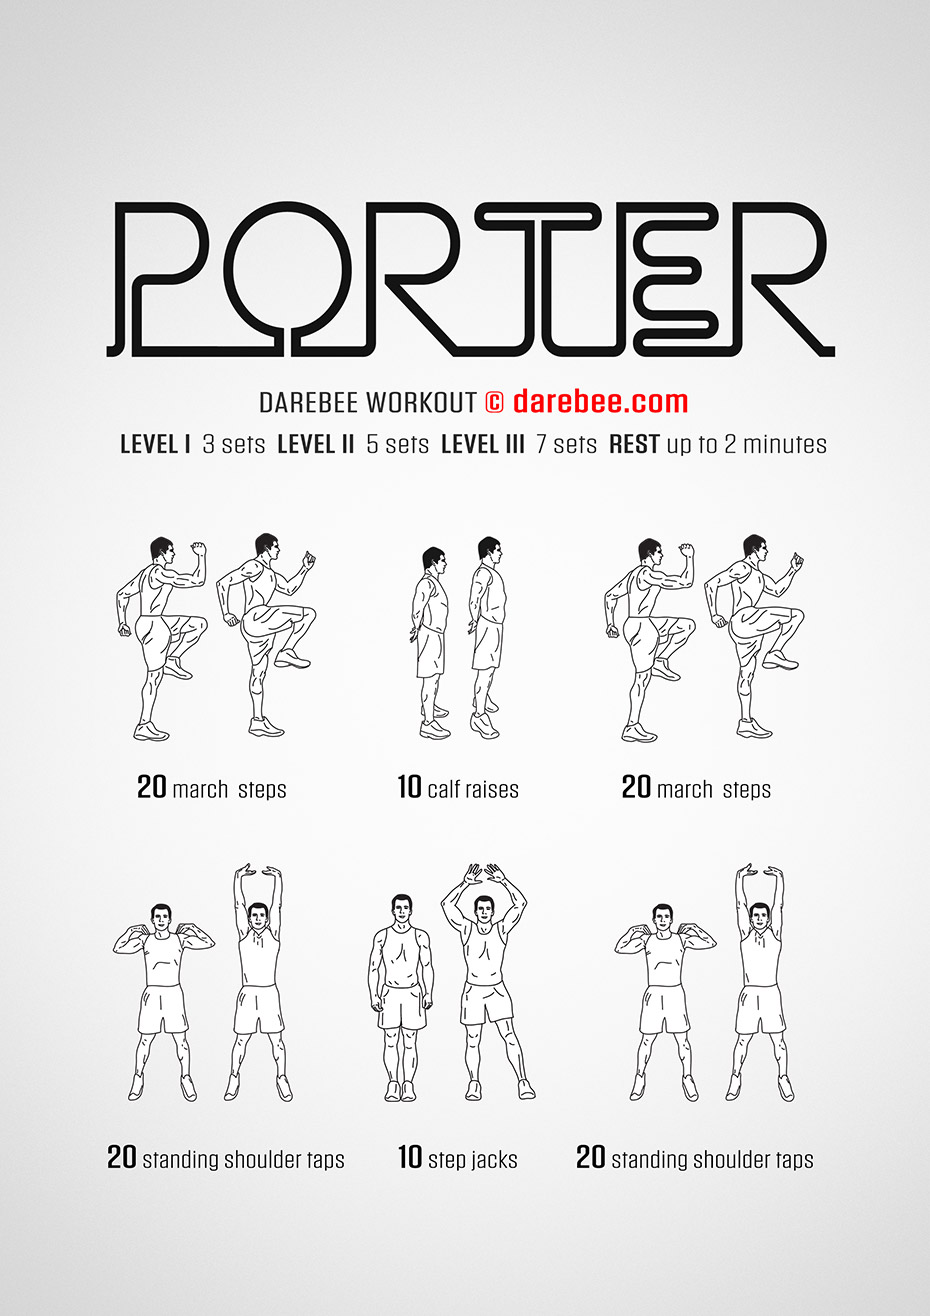 PORTER
DAREBEE WORKOUT © darebee.com
LEVEL I 3 sets LEVEL II 5 sets LEVEL III 7 sets REST up to 2 minutes
20 march steps
10 calf raises
20 march steps
20 standing shoulder taps
10 step jacks
20 standing shoulder taps